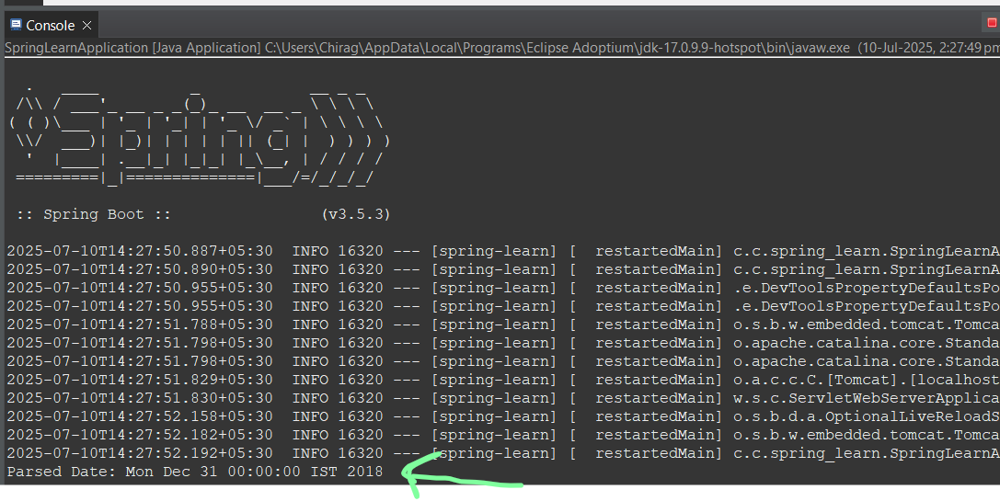 Console
SpringLearnApplication [Java Application] C:\Users\Chirag\AppData\Local\Programs\Eclipse Adoptium\jdk-17.0.9.9-hotspot\bin\javaw.exe (10-Jul-2025, 2:27:49 pm
  .   ____          _            __ _ _
 /\\ / ___'_ __ _ _(_)_ __  __ _ \ \ \ \
( ( )\___ | '_ | '_| | '_ \/ _` | \ \ \ \
 \\/  ___)| |_)| | | | | || (_| |  ) ) ) )
  '  |____| .__|_| |_|_| |_\__, | / / / /
 =========|_|==============|___/=/_/_/_/
 :: Spring Boot ::                (v3.5.3)
2025-07-10T14:27:50.887+05:30  INFO 16320 --- [spring-learn] [  restartedMain] c.c.spring_learn.SpringLearnA
2025-07-10T14:27:50.890+05:30  INFO 16320 --- [spring-learn] [  restartedMain] c.c.spring_learn.SpringLearnA
2025-07-10T14:27:50.955+05:30  INFO 16320 --- [spring-learn] [  restartedMain] .e.DevToolsPropertyDefaultsPo
2025-07-10T14:27:50.955+05:30  INFO 16320 --- [spring-learn] [  restartedMain] .e.DevToolsPropertyDefaultsPo
2025-07-10T14:27:51.788+05:30  INFO 16320 --- [spring-learn] [  restartedMain] o.s.b.w.embedded.tomcat.Tomca
2025-07-10T14:27:51.798+05:30  INFO 16320 --- [spring-learn] [  restartedMain] o.apache.catalina.core.Standa
2025-07-10T14:27:51.798+05:30  INFO 16320 --- [spring-learn] [  restartedMain] o.apache.catalina.core.Standa
2025-07-10T14:27:51.829+05:30  INFO 16320 --- [spring-learn] [  restartedMain] o.a.c.c.C.[Tomcat].[localhost
2025-07-10T14:27:51.830+05:30  INFO 16320 --- [spring-learn] [  restartedMain] w.s.c.ServletWebServerApplica
2025-07-10T14:27:52.158+05:30  INFO 16320 --- [spring-learn] [  restartedMain] o.s.b.d.a.OptionalLiveReloadS
2025-07-10T14:27:52.182+05:30  INFO 16320 --- [spring-learn] [  restartedMain] o.s.b.w.embedded.tomcat.Tomca
2025-07-10T14:27:52.192+05:30  INFO 16320 --- [spring-learn] [  restartedMain] c.c.spring_learn.SpringLearnA
Parsed Date: Mon Dec 31 00:00:00 IST 2018